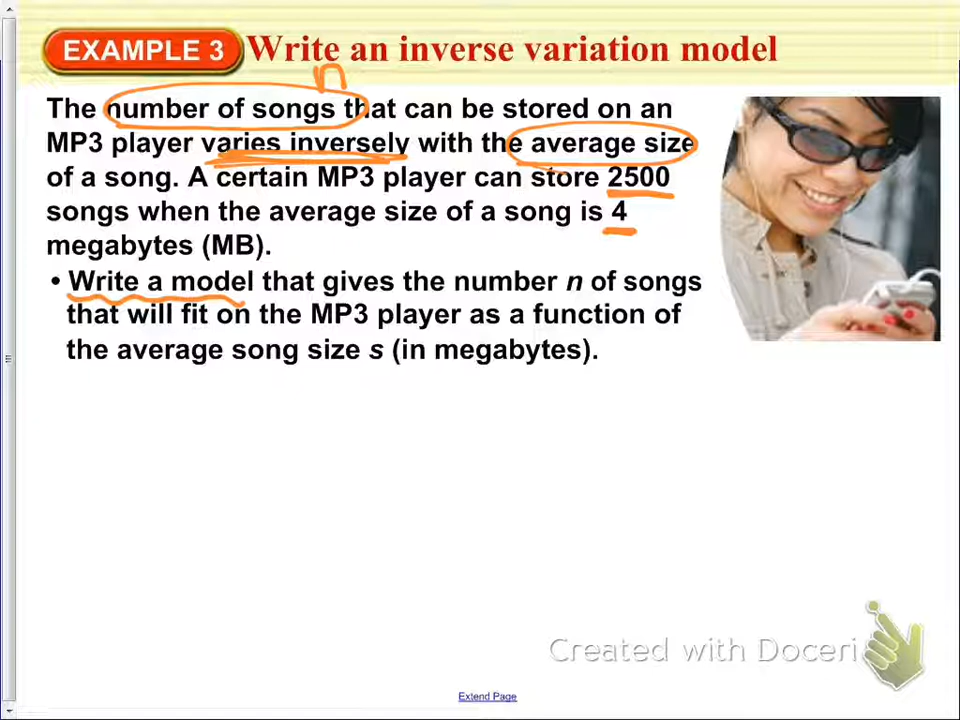 EXAMPLE 3 Write an inverse variation model
n
The number of songs that can be stored on an
MP3 player varies inversely with the average size
of a song. A certain MP3 player can store 2500
songs when the average size of a song is 4
megabytes (MB).
• Write a model that gives the number n of songs
that will fit on the MP3 player as a function of
the average song size s (in megabytes).
Created with Doceri
Extend Page